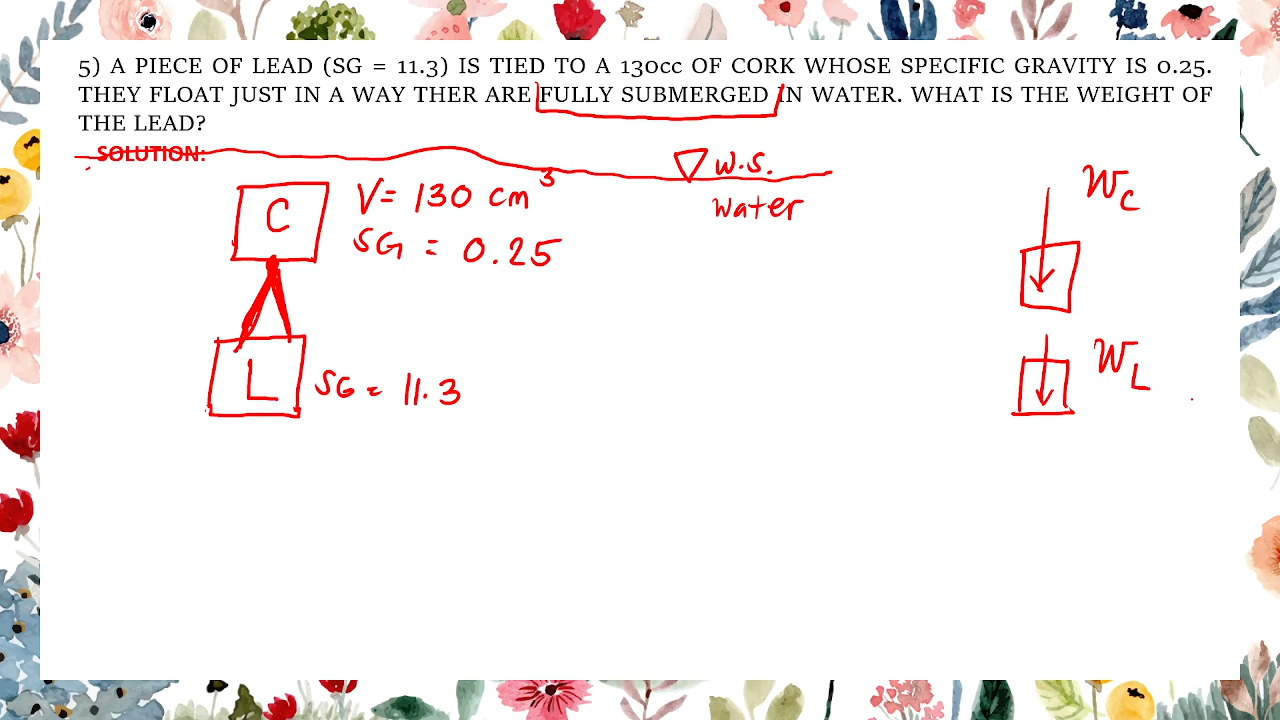 5) A PIECE OF LEAD (SG = 11.3) IS TIED TO A 130cc OF CORK WHOSE SPECIFIC GRAVITY IS 0.25.
THEY FLOAT JUST IN A WAY THER ARE FULLY SUBMERGED IN WATER. WHAT IS THE WEIGHT OF
THE LEAD?
SOLUTION:
W.S.
water
C
V = 130 cm³
SG = 0.25
L
SG = 11.3
W_C
W_L